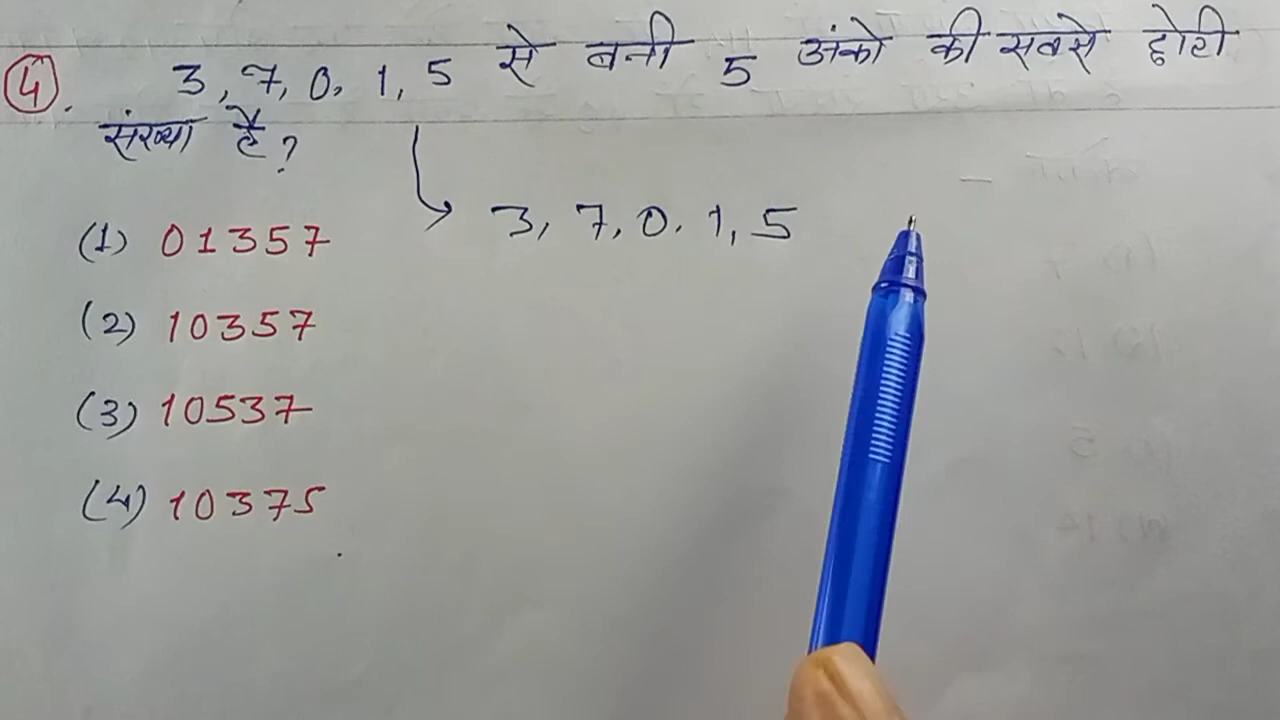 (4). 3, 7, 0, 1, 5 से बनी 5 अंको की सबसे छोटी
संख्या है?
3, 7, 0, 1, 5
(1) 01357
(2) 10357
(3) 10537
(4) 10375